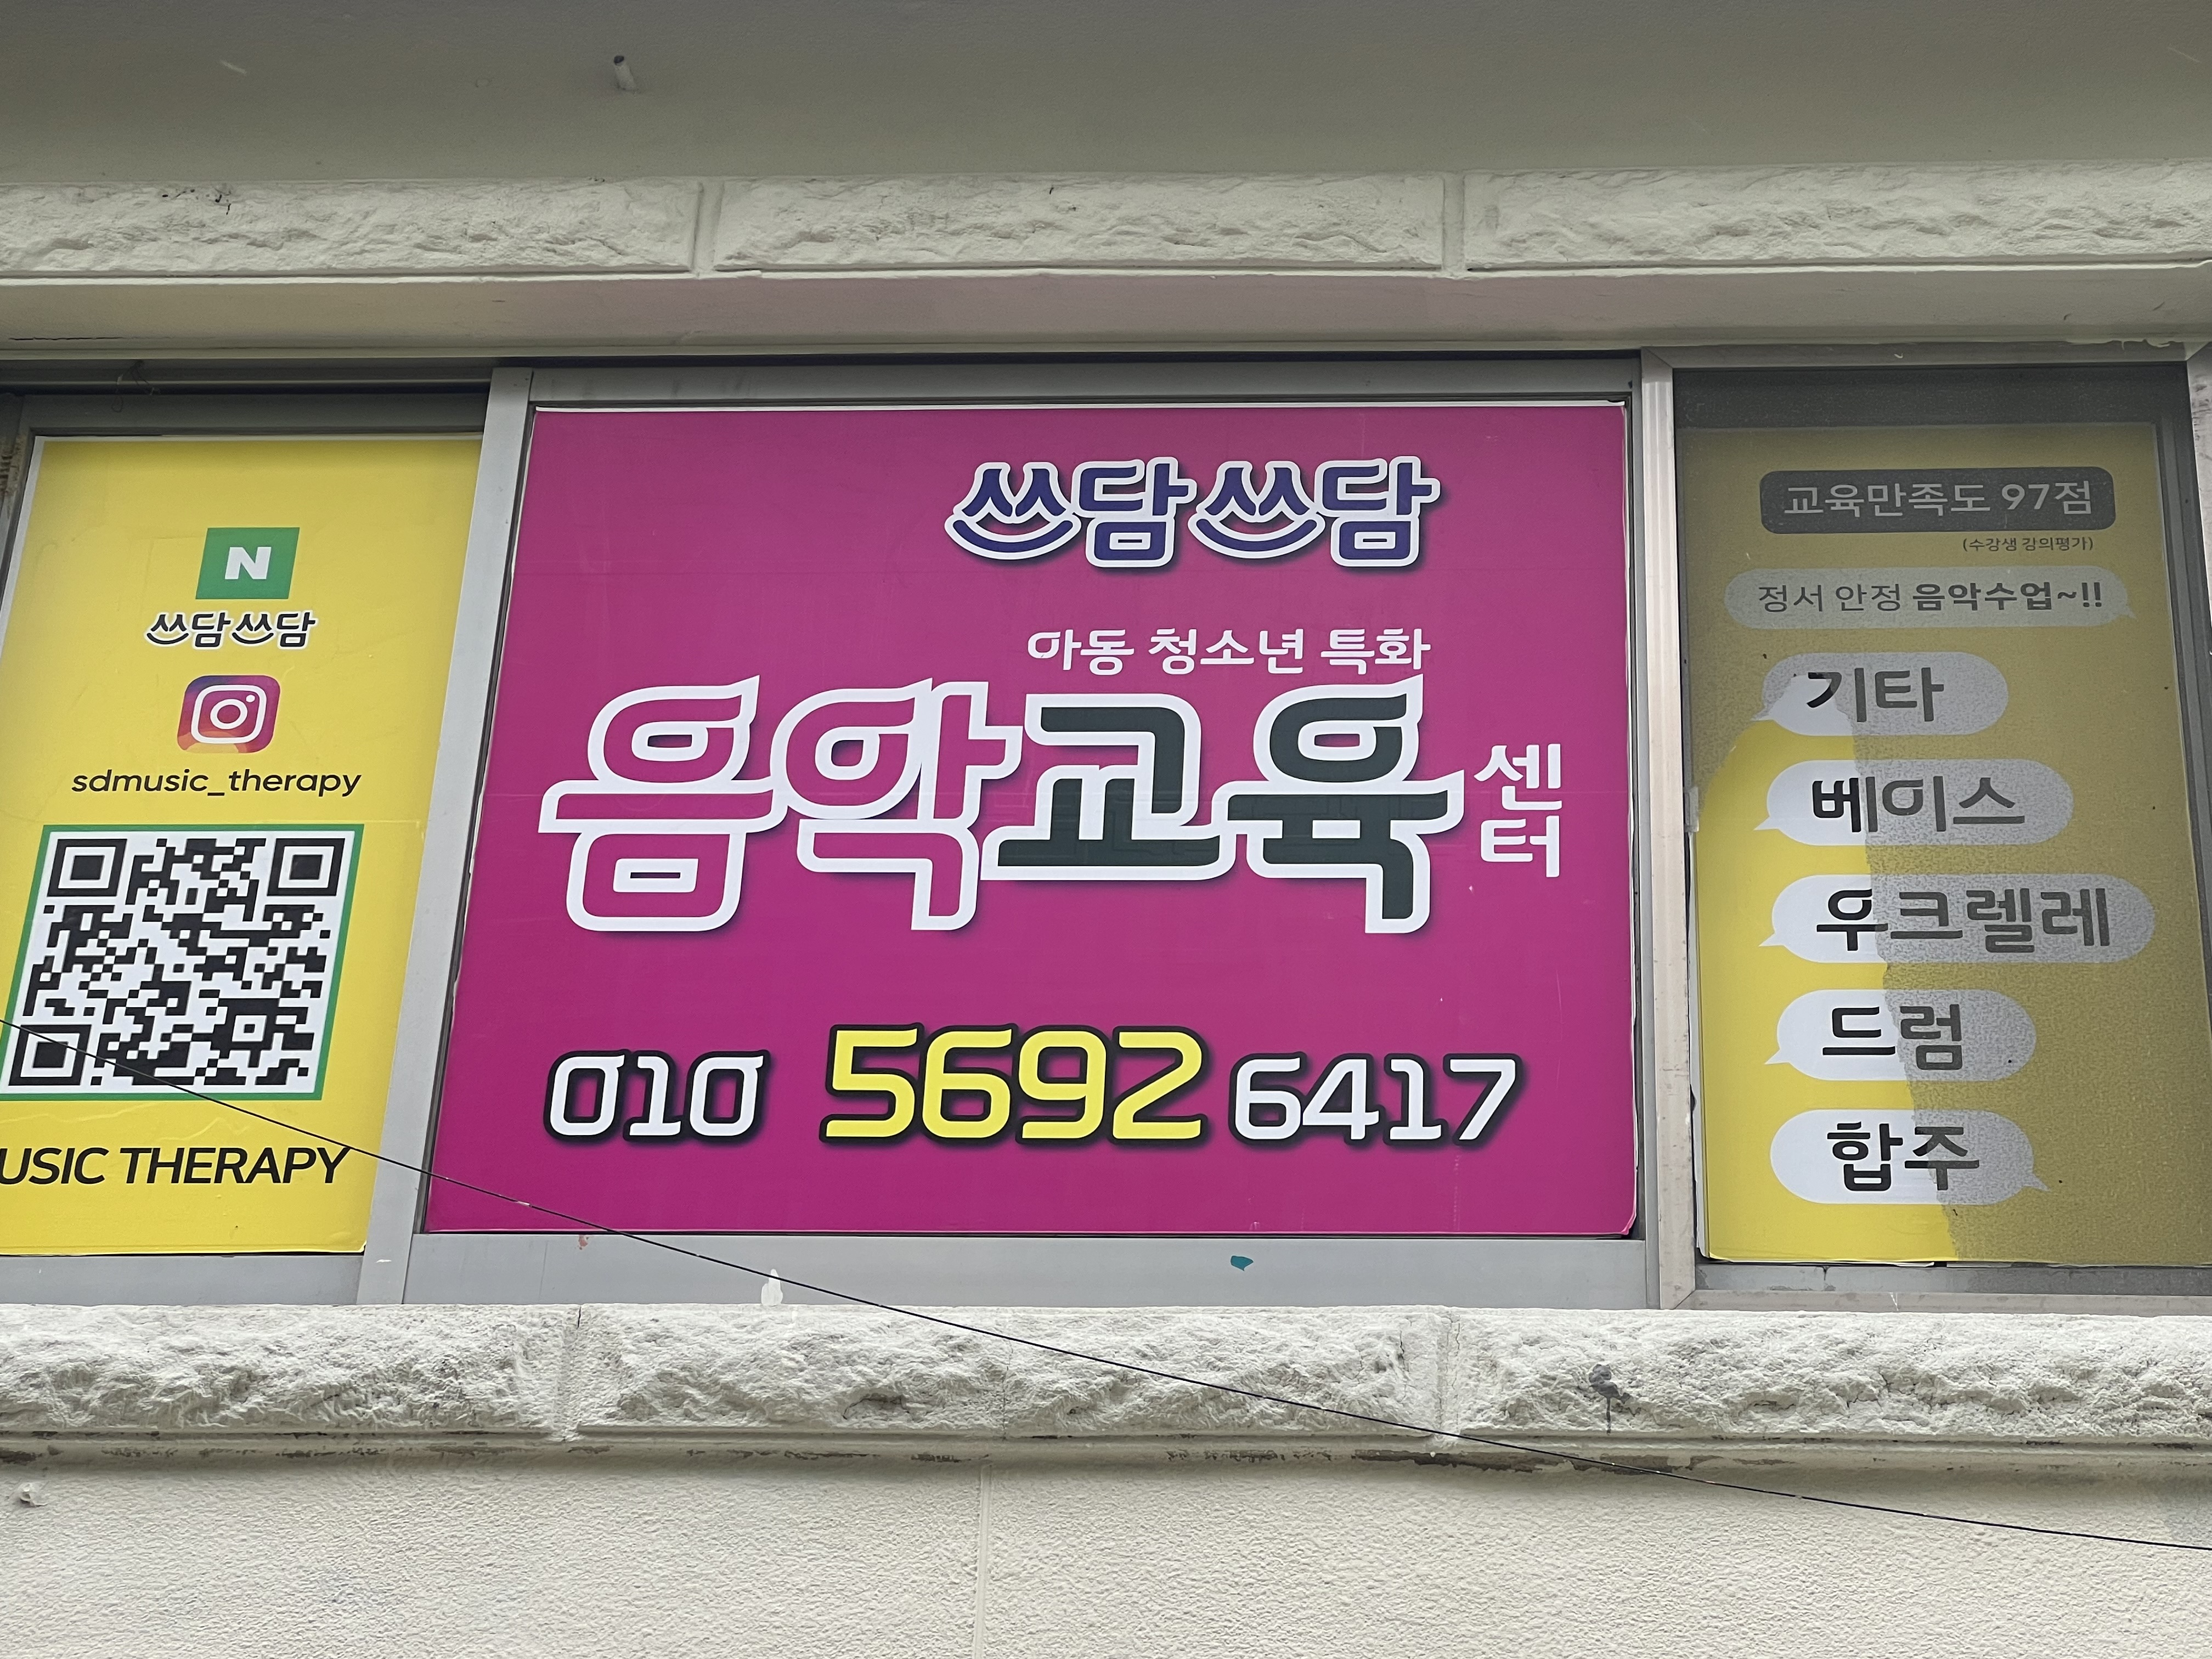 N
쓰담쓰담
sdmusic_therapy
USIC THERAPY
쓰담쓰담
아동 청소년 특화
음악교육 센터
010 5692 6417
교육만족도 97점
(수강생 강의평가)
정서 안정 음악수업~!!
기타
베이스
우크렐레
드럼
합주